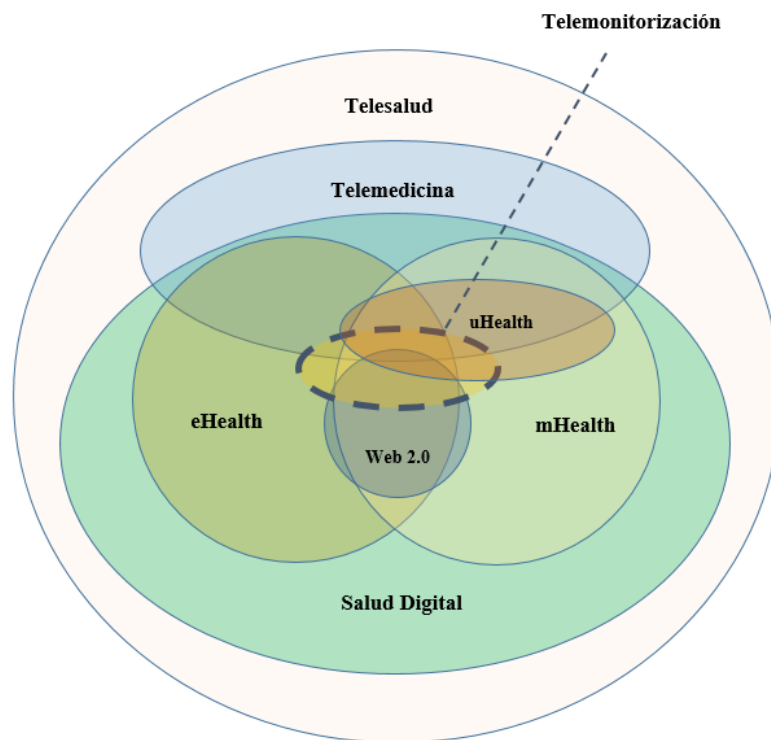 Telemonitorización
Telesalud
Telemedicina
uHealth
eHealth
mHealth
Web 2.0
Salud Digital